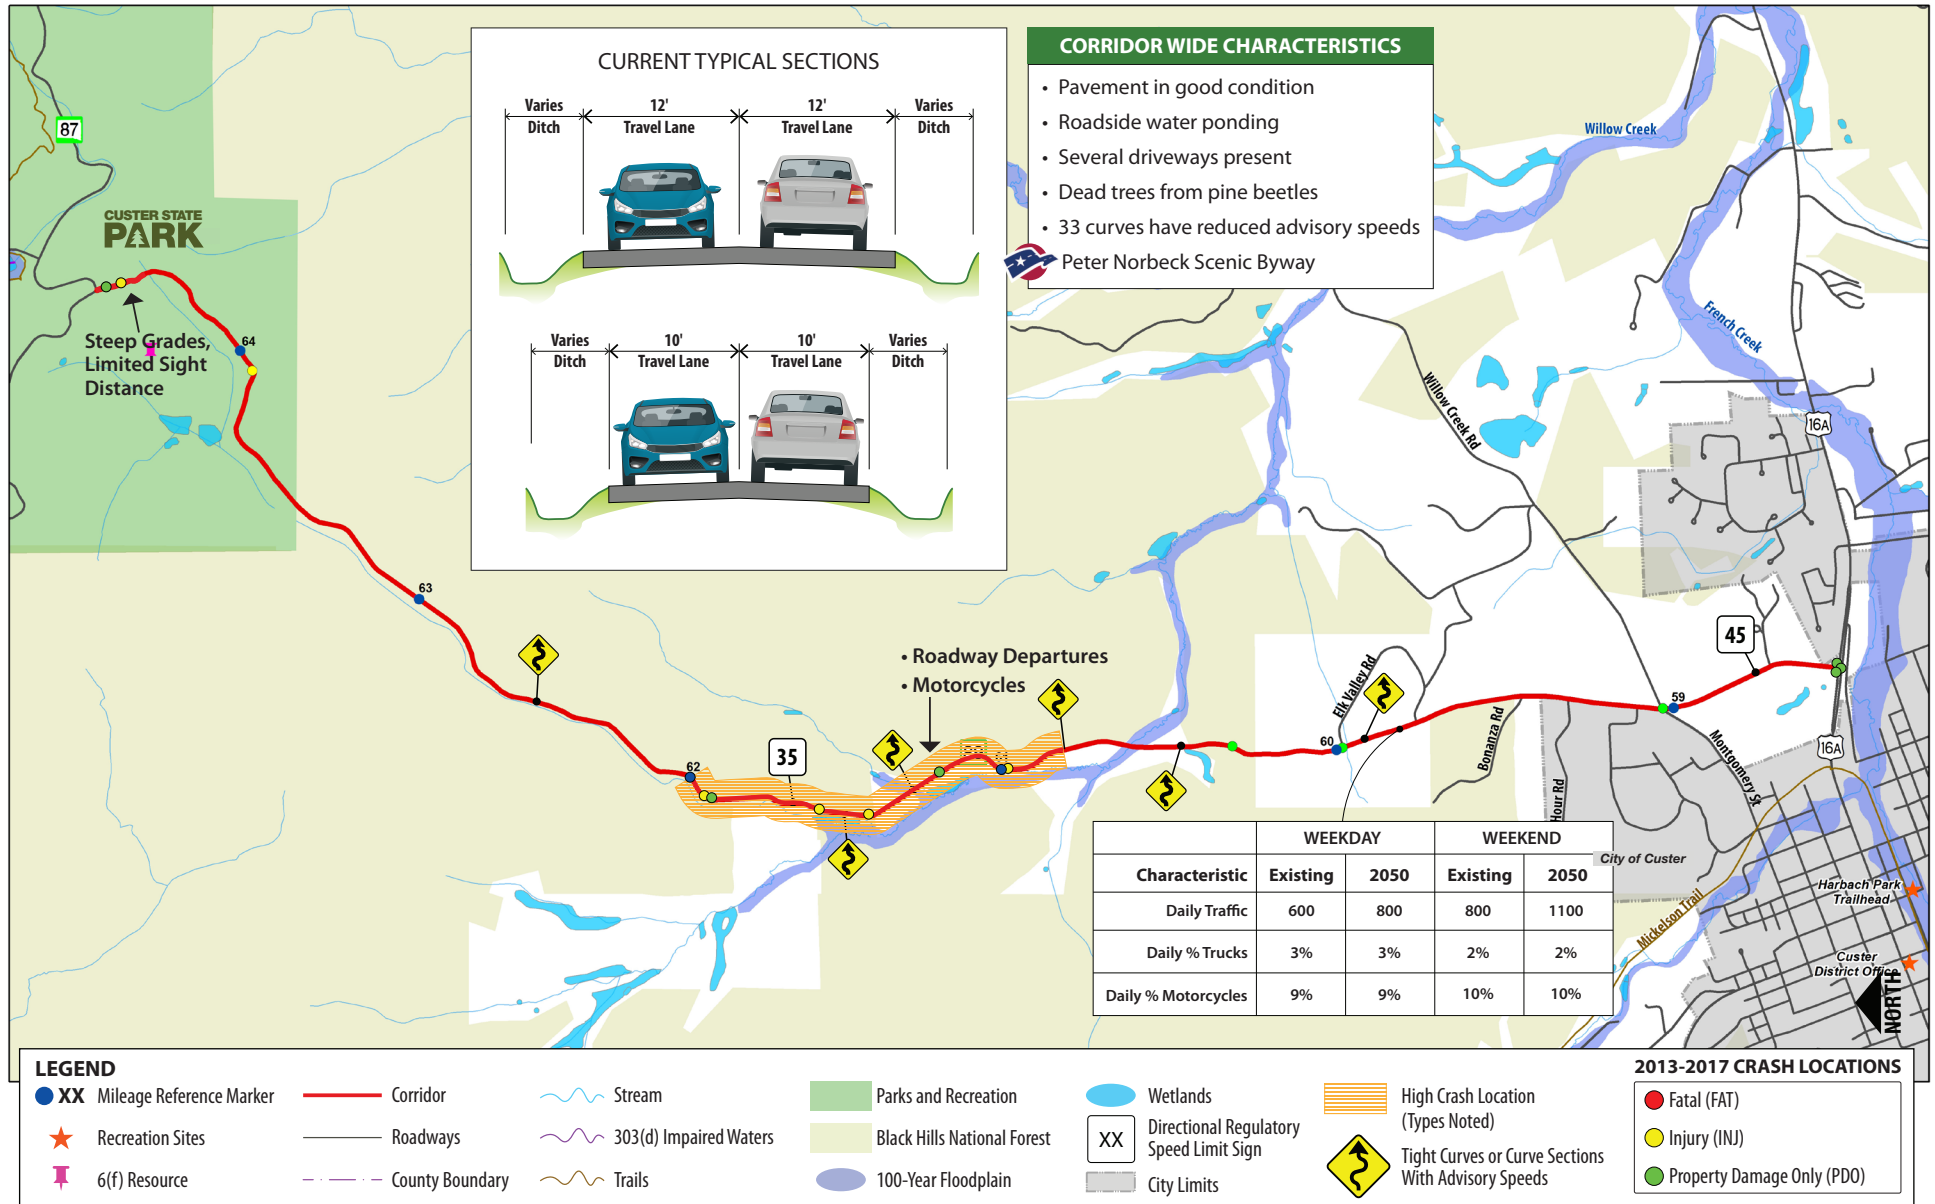 CURRENT TYPICAL SECTIONS
Varies
12'
12'
Varies
Ditch
Travel Lane
Travel Lane
Ditch
Varies
10'
10'
Varies
Ditch
Travel Lane
Travel Lane
Ditch
CORRIDOR WIDE CHARACTERISTICS
• Pavement in good condition
• Roadside water ponding
• Several driveways present
• Dead trees from pine beetles
• 33 curves have reduced advisory speeds
Peter Norbeck Scenic Byway
87
CUSTER STATE
PARK
Steep Grades,
Limited Sight
Distance
64
63
62
60
59
35
45
• Roadway Departures
• Motorcycles
Willow Creek
French Creek
Willow Creek Rd
16A
16A
Elk Valley Rd
Bonanza Rd
Hour Rd
Montgomery St
City of Custer
Mickelson Trail
Harbach Park
Trailhead
Custer
District Office
NORTH
WEEKDAY WEEKEND
Characteristic Existing 2050 Existing 2050
Daily Traffic 600 800 800 1100
Daily % Trucks 3% 3% 2% 2%
Daily % Motorcycles 9% 9% 10% 10%
LEGEND
XX Mileage Reference Marker
Recreation Sites
6(f) Resource
Corridor
Roadways
County Boundary
Stream
303(d) Impaired Waters
Trails
Parks and Recreation
Black Hills National Forest
100-Year Floodplain
Wetlands
XX
Directional Regulatory
Speed Limit Sign
City Limits
High Crash Location
(Types Noted)
Tight Curves or Curve Sections
With Advisory Speeds
2013-2017 CRASH LOCATIONS
Fatal (FAT)
Injury (INJ)
Property Damage Only (PDO)